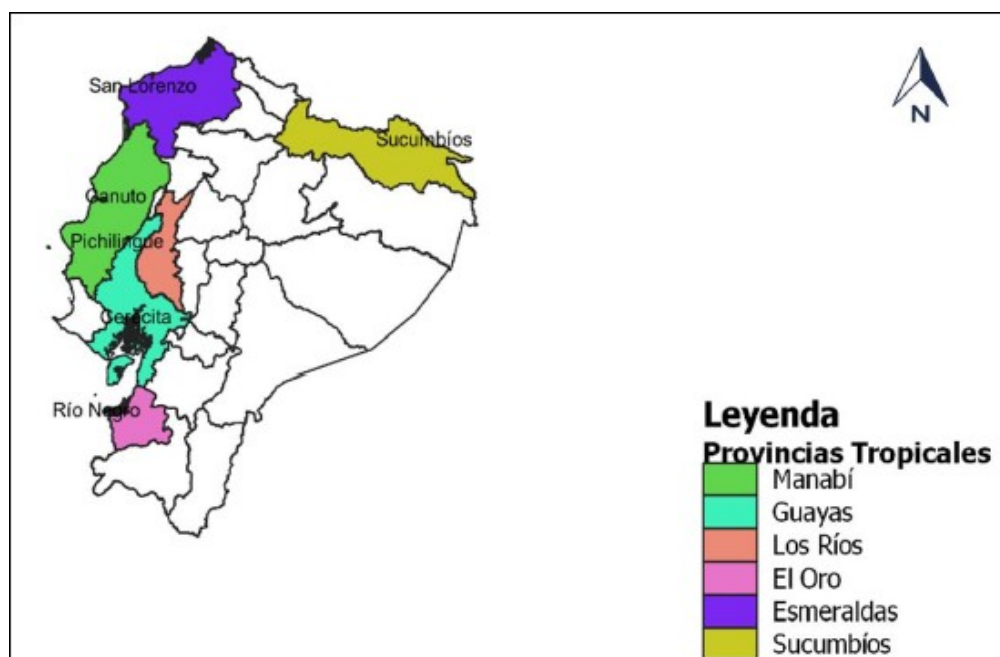 San Lorenzo
N
Sucumbíos
Canuto
Pichilingue
Cerecita
Río Negro
Leyenda
Provincias Tropicales
Manabí
Guayas
Los Ríos
El Oro
Esmeraldas
Sucumbíos